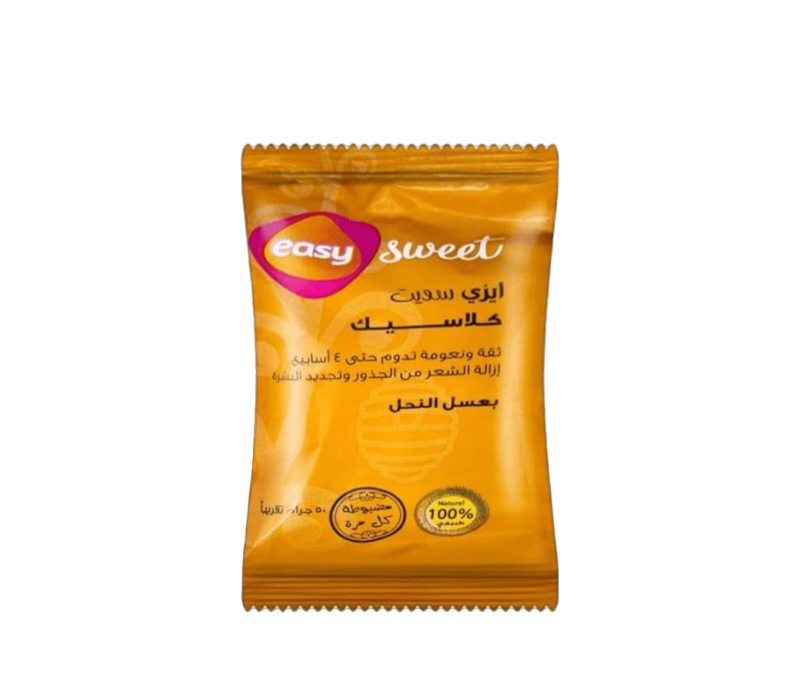 easy sweet
ايزي سويت
كلاسيك
ثقة ونعومة تدوم حتى ٤ أسابيع
إزالة الشعر من الجذور وتجديد البشرة
بعسل النحل
٥٠ جرام تقريباً
مضبوطة
كل مرة
Natural
100%
طبيعي